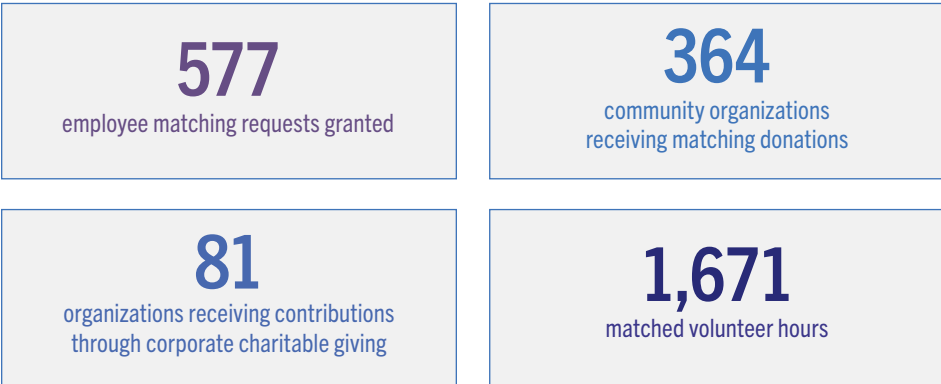 577
employee matching requests granted
364
community organizations
receiving matching donations
81
organizations receiving contributions
through corporate charitable giving
1,671
matched volunteer hours